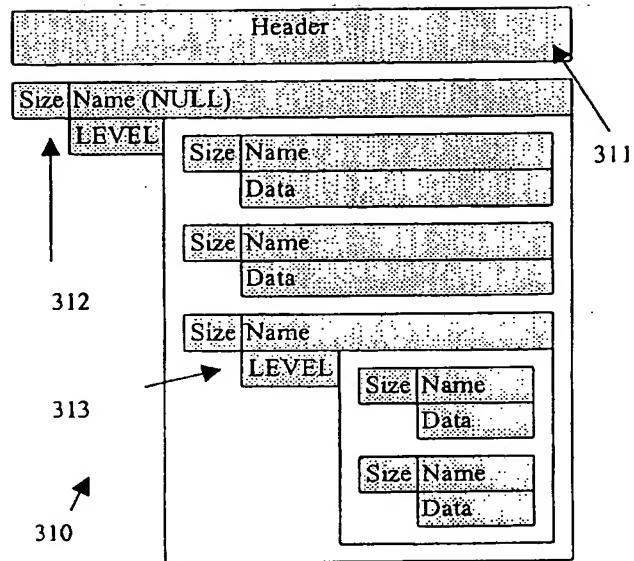 Header
311
Size Name (NULL)
LEVEL
Size Name
Data
312
Size Name
Data
Size Name
LEVEL
313
Size Name
Data
Size Name
Data
310